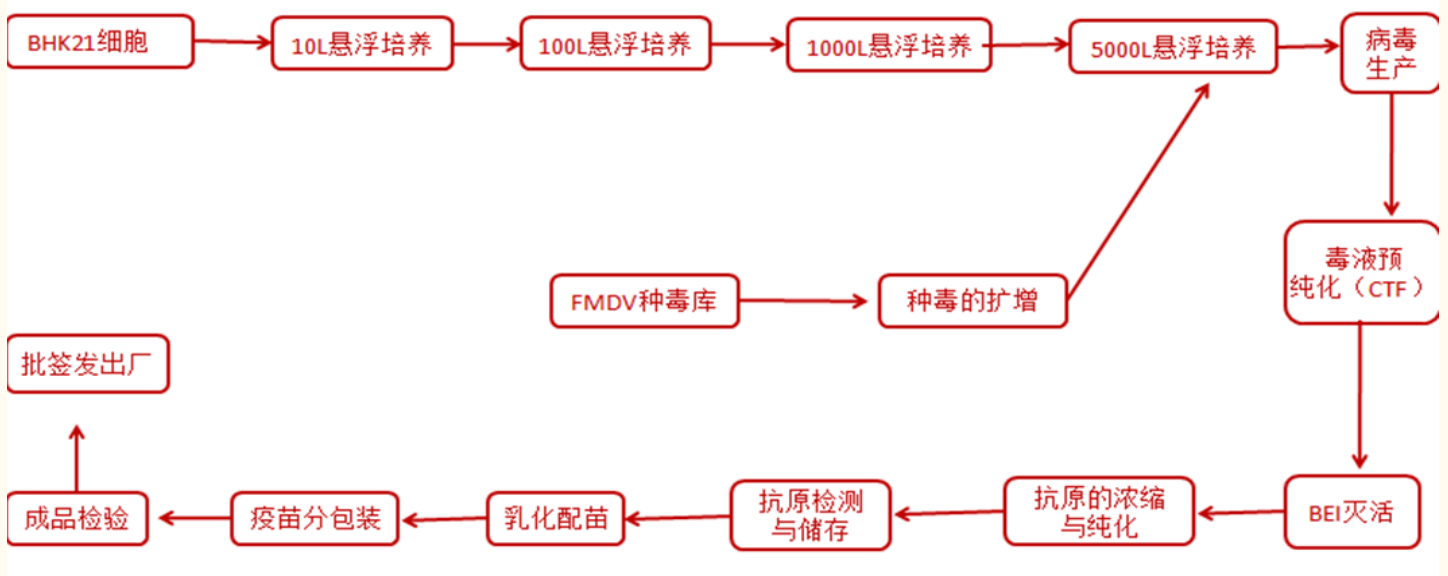 BHK21细胞
10L悬浮培养
100L悬浮培养
1000L悬浮培养
5000L悬浮培养
病毒
生产
FMDV种毒库
种毒的扩增
毒液预
纯化（CTF）
BEI灭活
抗原的浓缩
与纯化
抗原检测
与储存
乳化配苗
疫苗分包装
成品检验
批签发出厂